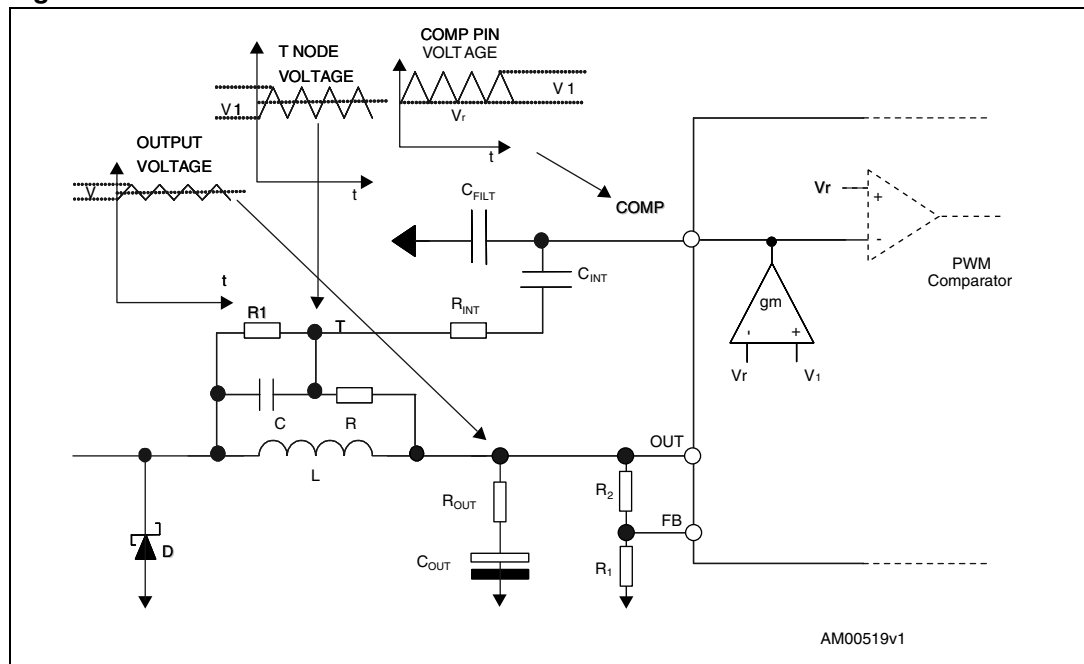 T NODE
VOLTAGE
V1
t
COMP PIN
VOLTAGE
V1
Vr
t
OUTPUT
VOLTAGE
V
t
CFILT
COMP
Vr
+
-
PWM
Comparator
CINT
gm
-
+
Vr
V1
R1
T
RINT
C
R
L
OUT
ROUT
R2
FB
D
COUT
R1
AM00519v1